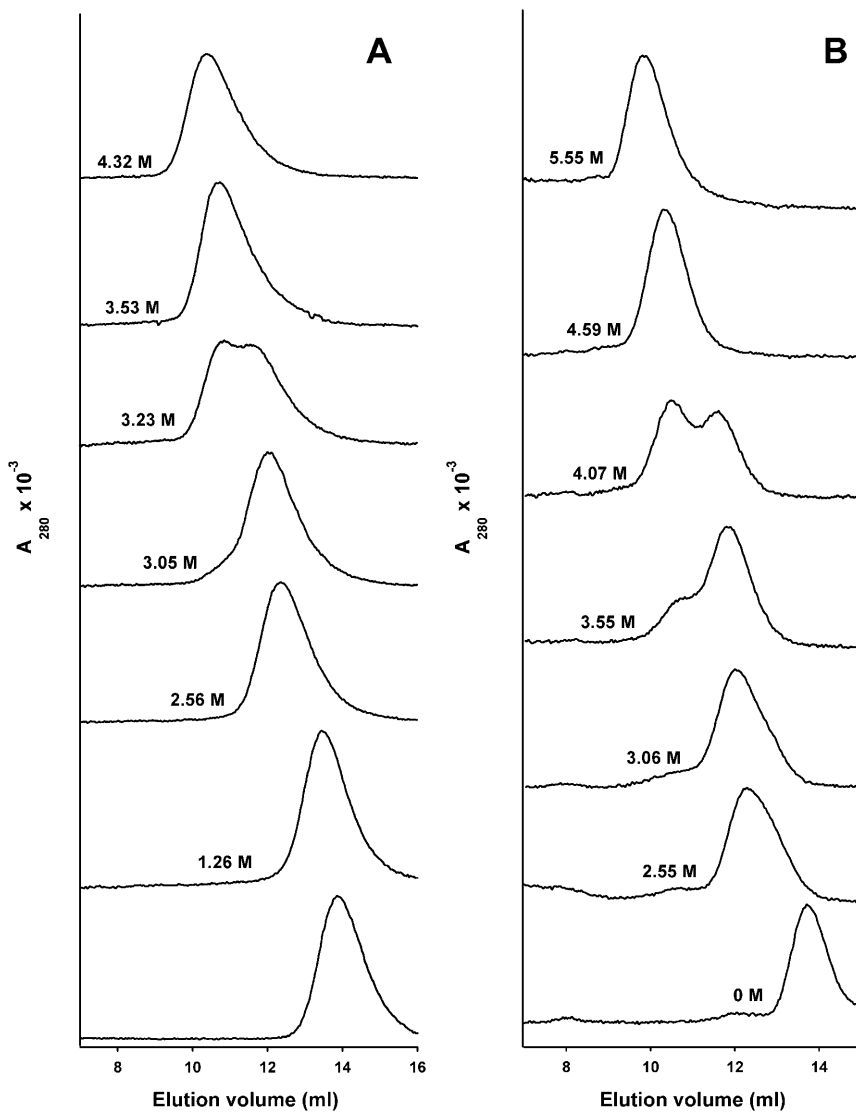 A
4.32 M
3.53 M
3.23 M
3.05 M
2.56 M
1.26 M
A 280 x 10-3
8 10 12 14 16
Elution volume (ml)
B
5.55 M
4.59 M
4.07 M
3.55 M
3.06 M
2.55 M
0 M
A 280 x 10-3
8 10 12 14
Elution volume (ml)